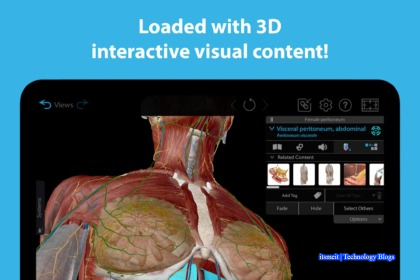 Loaded with 3D
interactive visual content!
Views
Female peritoneum
Visceral peritoneum, abdominal
Peritoneum viscerale
Related Content
Add Tag
Fade
Hide
Select Others
Options
Systems
itsmeit | Technology Blogs